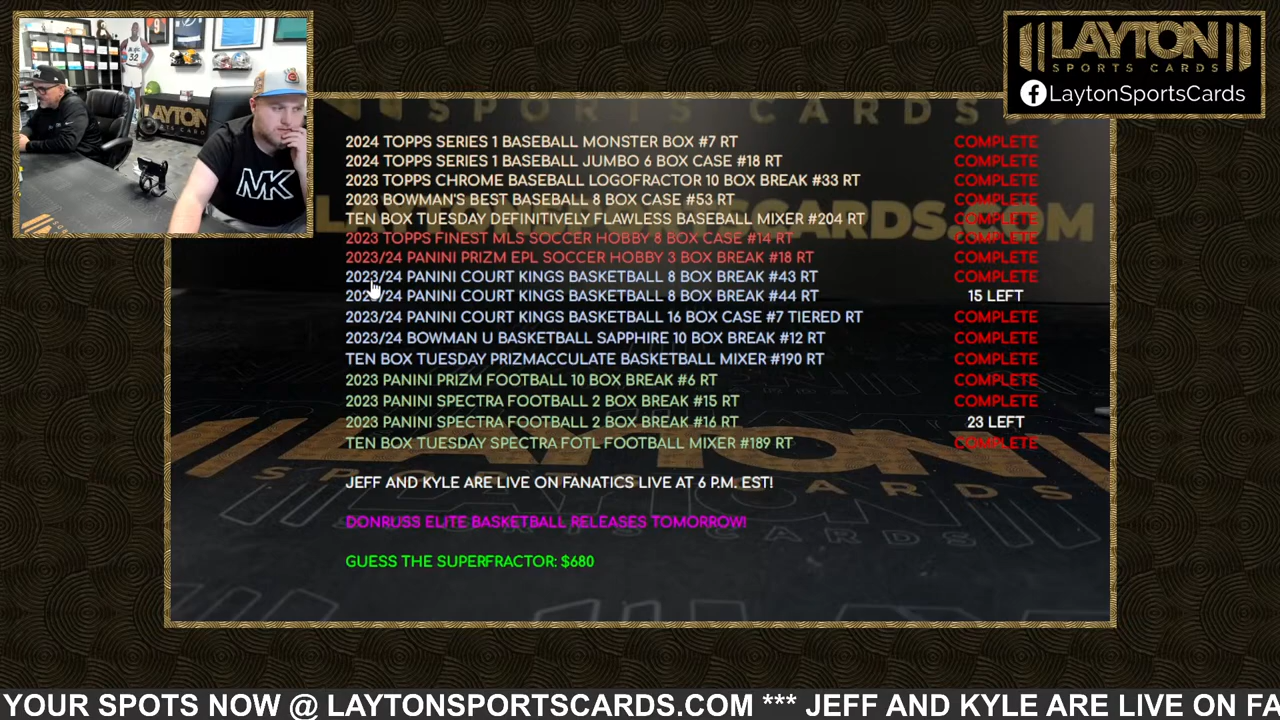 LAYTON
SPORTS CARDS
LaytonSportsCards
SPORTS CARDS
2024 TOPPS SERIES 1 BASEBALL MONSTER BOX #7 RT COMPLETE
2024 TOPPS SERIES 1 BASEBALL JUMBO 6 BOX CASE #18 RT COMPLETE
2023 TOPPS CHROME BASEBALL LOGOFRACTOR 10 BOX BREAK #33 RT COMPLETE
2023 BOWMAN'S BEST BASEBALL 8 BOX CASE #53 RT COMPLETE
TEN BOX TUESDAY DEFINITIVELY FLAWLESS BASEBALL MIXER #204 RT COMPLETE
2023 TOPPS FINEST MLS SOCCER HOBBY 8 BOX CASE #14 RT COMPLETE
2023/24 PANINI PRIZM EPL SOCCER HOBBY 3 BOX BREAK #18 RT COMPLETE
2023/24 PANINI COURT KINGS BASKETBALL 8 BOX BREAK #43 RT COMPLETE
2023/24 PANINI COURT KINGS BASKETBALL 8 BOX BREAK #44 RT 15 LEFT
2023/24 PANINI COURT KINGS BASKETBALL 16 BOX CASE #7 TIERED RT COMPLETE
2023/24 BOWMAN U BASKETBALL SAPPHIRE 10 BOX BREAK #12 RT COMPLETE
TEN BOX TUESDAY PRIZMACCULATE BASKETBALL MIXER #190 RT COMPLETE
2023 PANINI PRIZM FOOTBALL 10 BOX BREAK #6 RT COMPLETE
2023 PANINI SPECTRA FOOTBALL 2 BOX BREAK #15 RT COMPLETE
2023 PANINI SPECTRA FOOTBALL 2 BOX BREAK #16 RT 23 LEFT
TEN BOX TUESDAY SPECTRA FOTL FOOTBALL MIXER #189 RT COMPLETE
JEFF AND KYLE ARE LIVE ON FANATICS LIVE AT 6 P.M. EST!
DONRUSS ELITE BASKETBALL RELEASES TOMORROW!
GUESS THE SUPERFRACTOR: $680
MK
LAYTON
32
YOUR SPOTS NOW @ LAYTONSPORTSCARDS.COM *** JEFF AND KYLE ARE LIVE ON FA